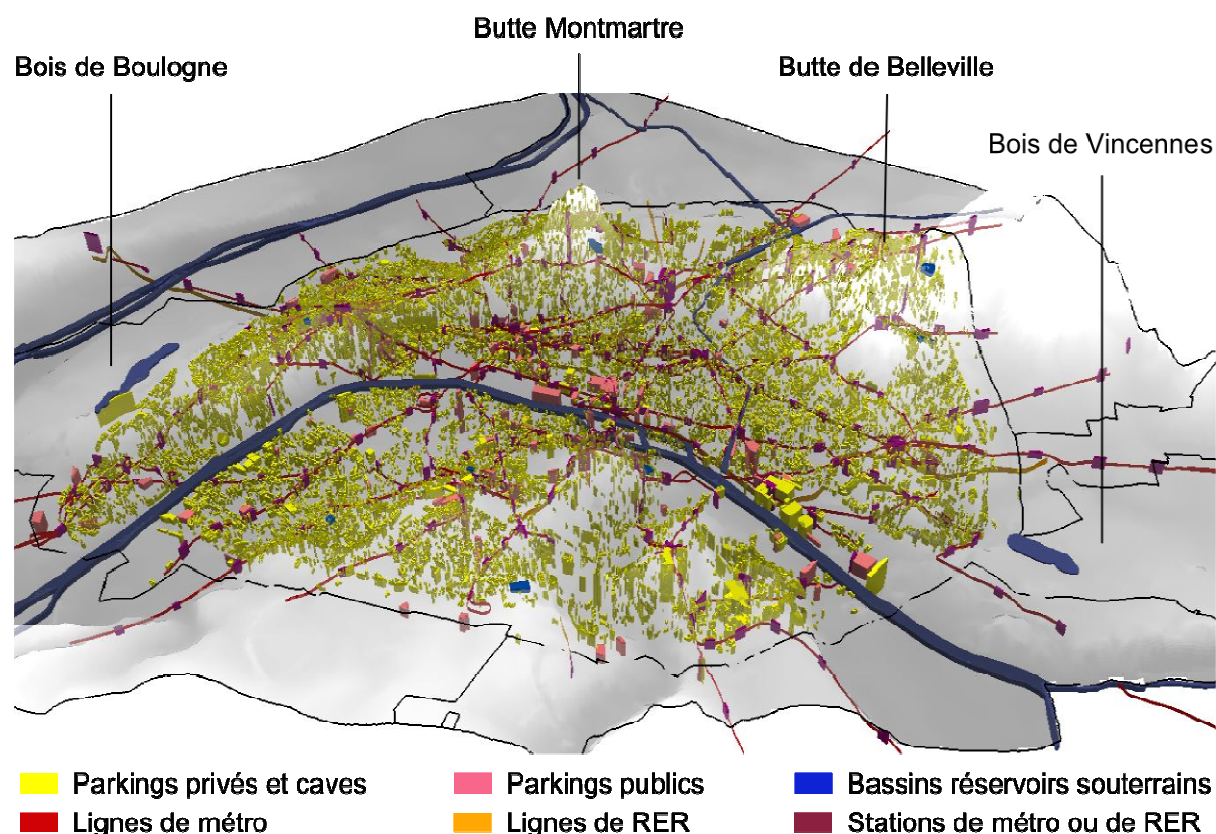 Butte Montmartre
Bois de Boulogne
Butte de Belleville
Bois de Vincennes
Parkings privés et caves
Parkings publics
Bassins réservoirs souterrains
Lignes de métro
Lignes de RER
Stations de métro ou de RER